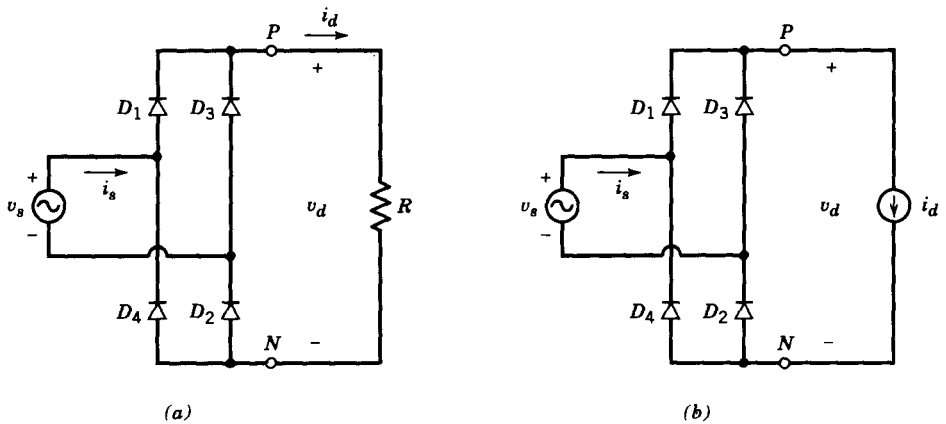 P
i_d
+
D_1
D_3
+
i_s
v_s
−
v_d
R
D_4
D_2
N
−
(a)
P
+
D_1
D_3
+
i_s
v_s
−
v_d
i_d
D_4
D_2
N
−
(b)